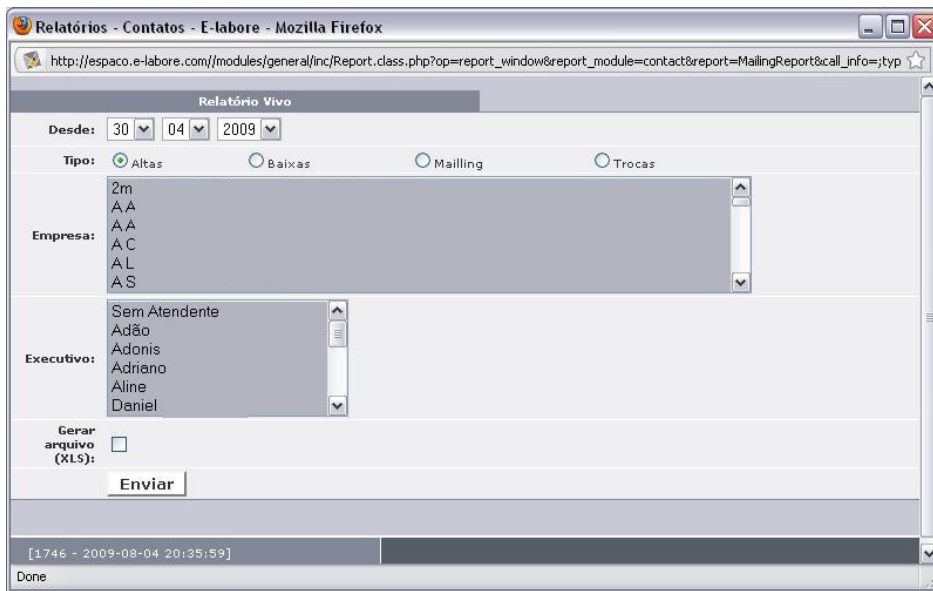 Relatórios - Contatos - E-labore - Mozilla Firefox
http://espaco.e-labore.com//modules/general/inc/Report.class.php?op=report_window&report_module=contact&report=MailingReport&call_info=;typ
Relatório Vivo
Desde: 30 04 2009
Tipo: Altas Baixas Mailling Trocas
Empresa:
2m
A A
A A
A C
A L
A S
Executivo:
Sem Atendente
Adão
Adonis
Adriano
Aline
Daniel
Gerar
arquivo
(XLS):
Enviar
[1746 - 2009-08-04 20:35:59]
Done